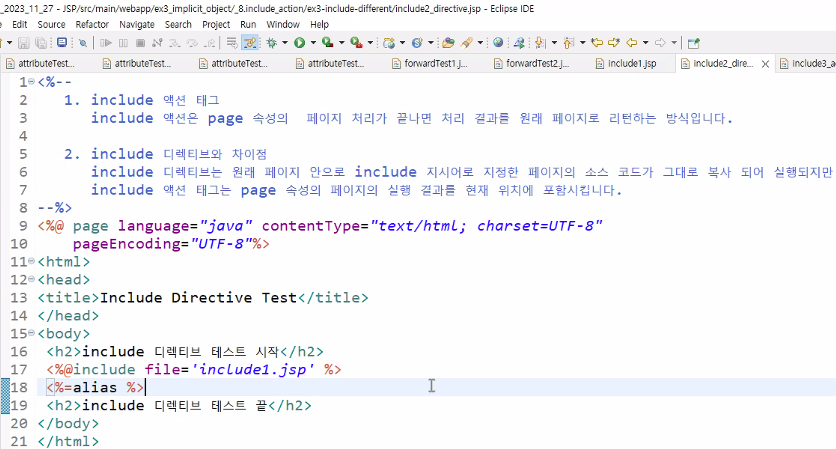 _2023_11_27 - JSP/src/main/webapp/ex3_implicit_object/_8.include_action/ex3-include-different/include2_directive.jsp - Eclipse IDE
Edit Source Refactor Navigate Search Project Run Window Help
attributeTest... attributeTest... attributeTest... attributeTest... forwardTest1.j... forwardTest2.j... include1.jsp include2_dire... include3_a
1 <%--
2 1. include 액션 태그
3 include 액션은 page 속성의 페이지 처리가 끝나면 처리 결과를 원래 페이지로 리턴하는 방식입니다.
4
5 2. include 디렉티브와 차이점
6 include 디렉티브는 원래 페이지 안으로 include 지시어로 지정한 페이지의 소스 코드가 그대로 복사 되어 실행되지만
7 include 액션 태그는 page 속성의 페이지의 실행 결과를 현재 위치에 포함시킵니다.
8 --%>
9 <%@ page language="java" contentType="text/html; charset=UTF-8"
10 pageEncoding="UTF-8"%>
11 <html>
12 <head>
13 <title>Include Directive Test</title>
14 </head>
15 <body>
16 <h2>include 디렉티브 테스트 시작</h2>
17 <%@include file='include1.jsp' %>
18 <%=alias %>
19 <h2>include 디렉티브 테스트 끝</h2>
20 </body>
21 </html>